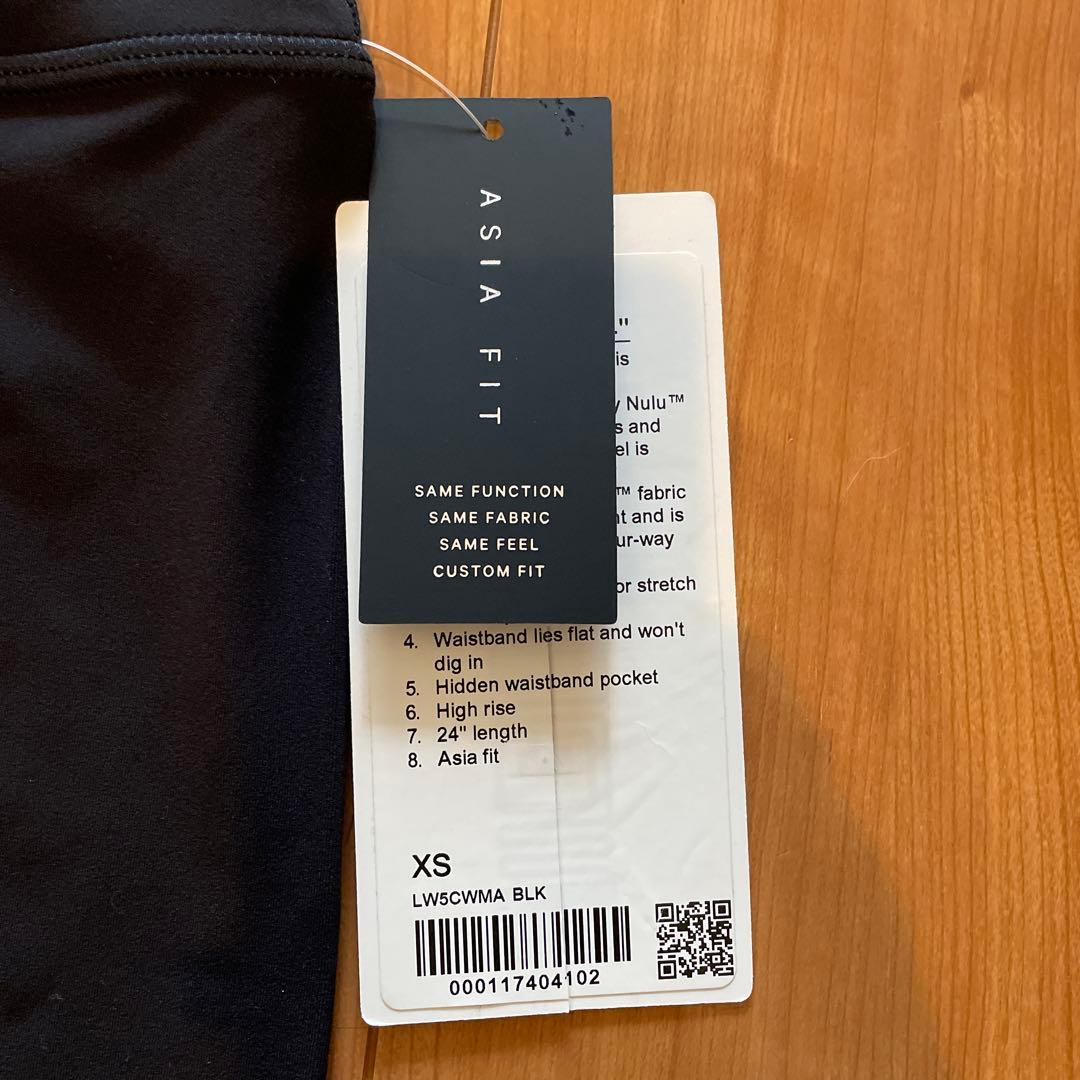 ASIA FIT
SAME FUNCTION
SAME FABRIC
SAME FEEL
CUSTOM FIT
"
is
Nulu™
s and
el is
™ fabric
nt and is
ur-way
or stretch
4. Waistband lies flat and won't
dig in
5. Hidden waistband pocket
6. High rise
7. 24" length
8. Asia fit
XS
LW5CWMA BLK
000117404102